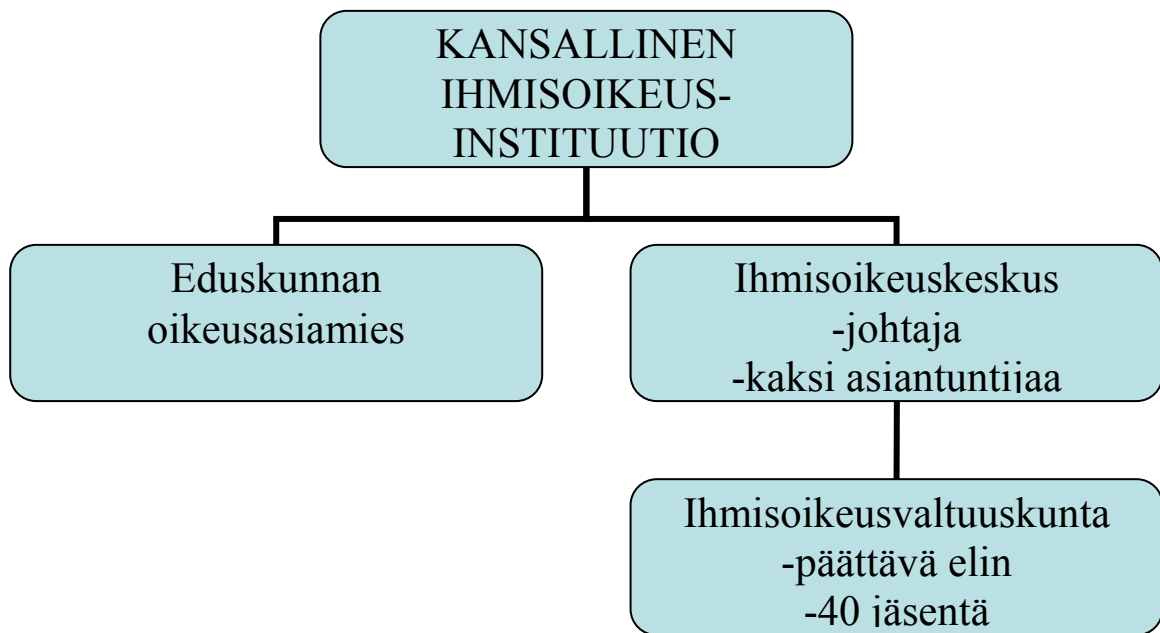 KANSALLINEN
IHMISOIKEUS-
INSTITUUTIO
Eduskunnan
oikeusasiamies
Ihmisoikeuskeskus
-johtaja
-kaksi asiantuntijaa
Ihmisoikeusvaltuuskunta
-päättävä elin
-40 jäsentä